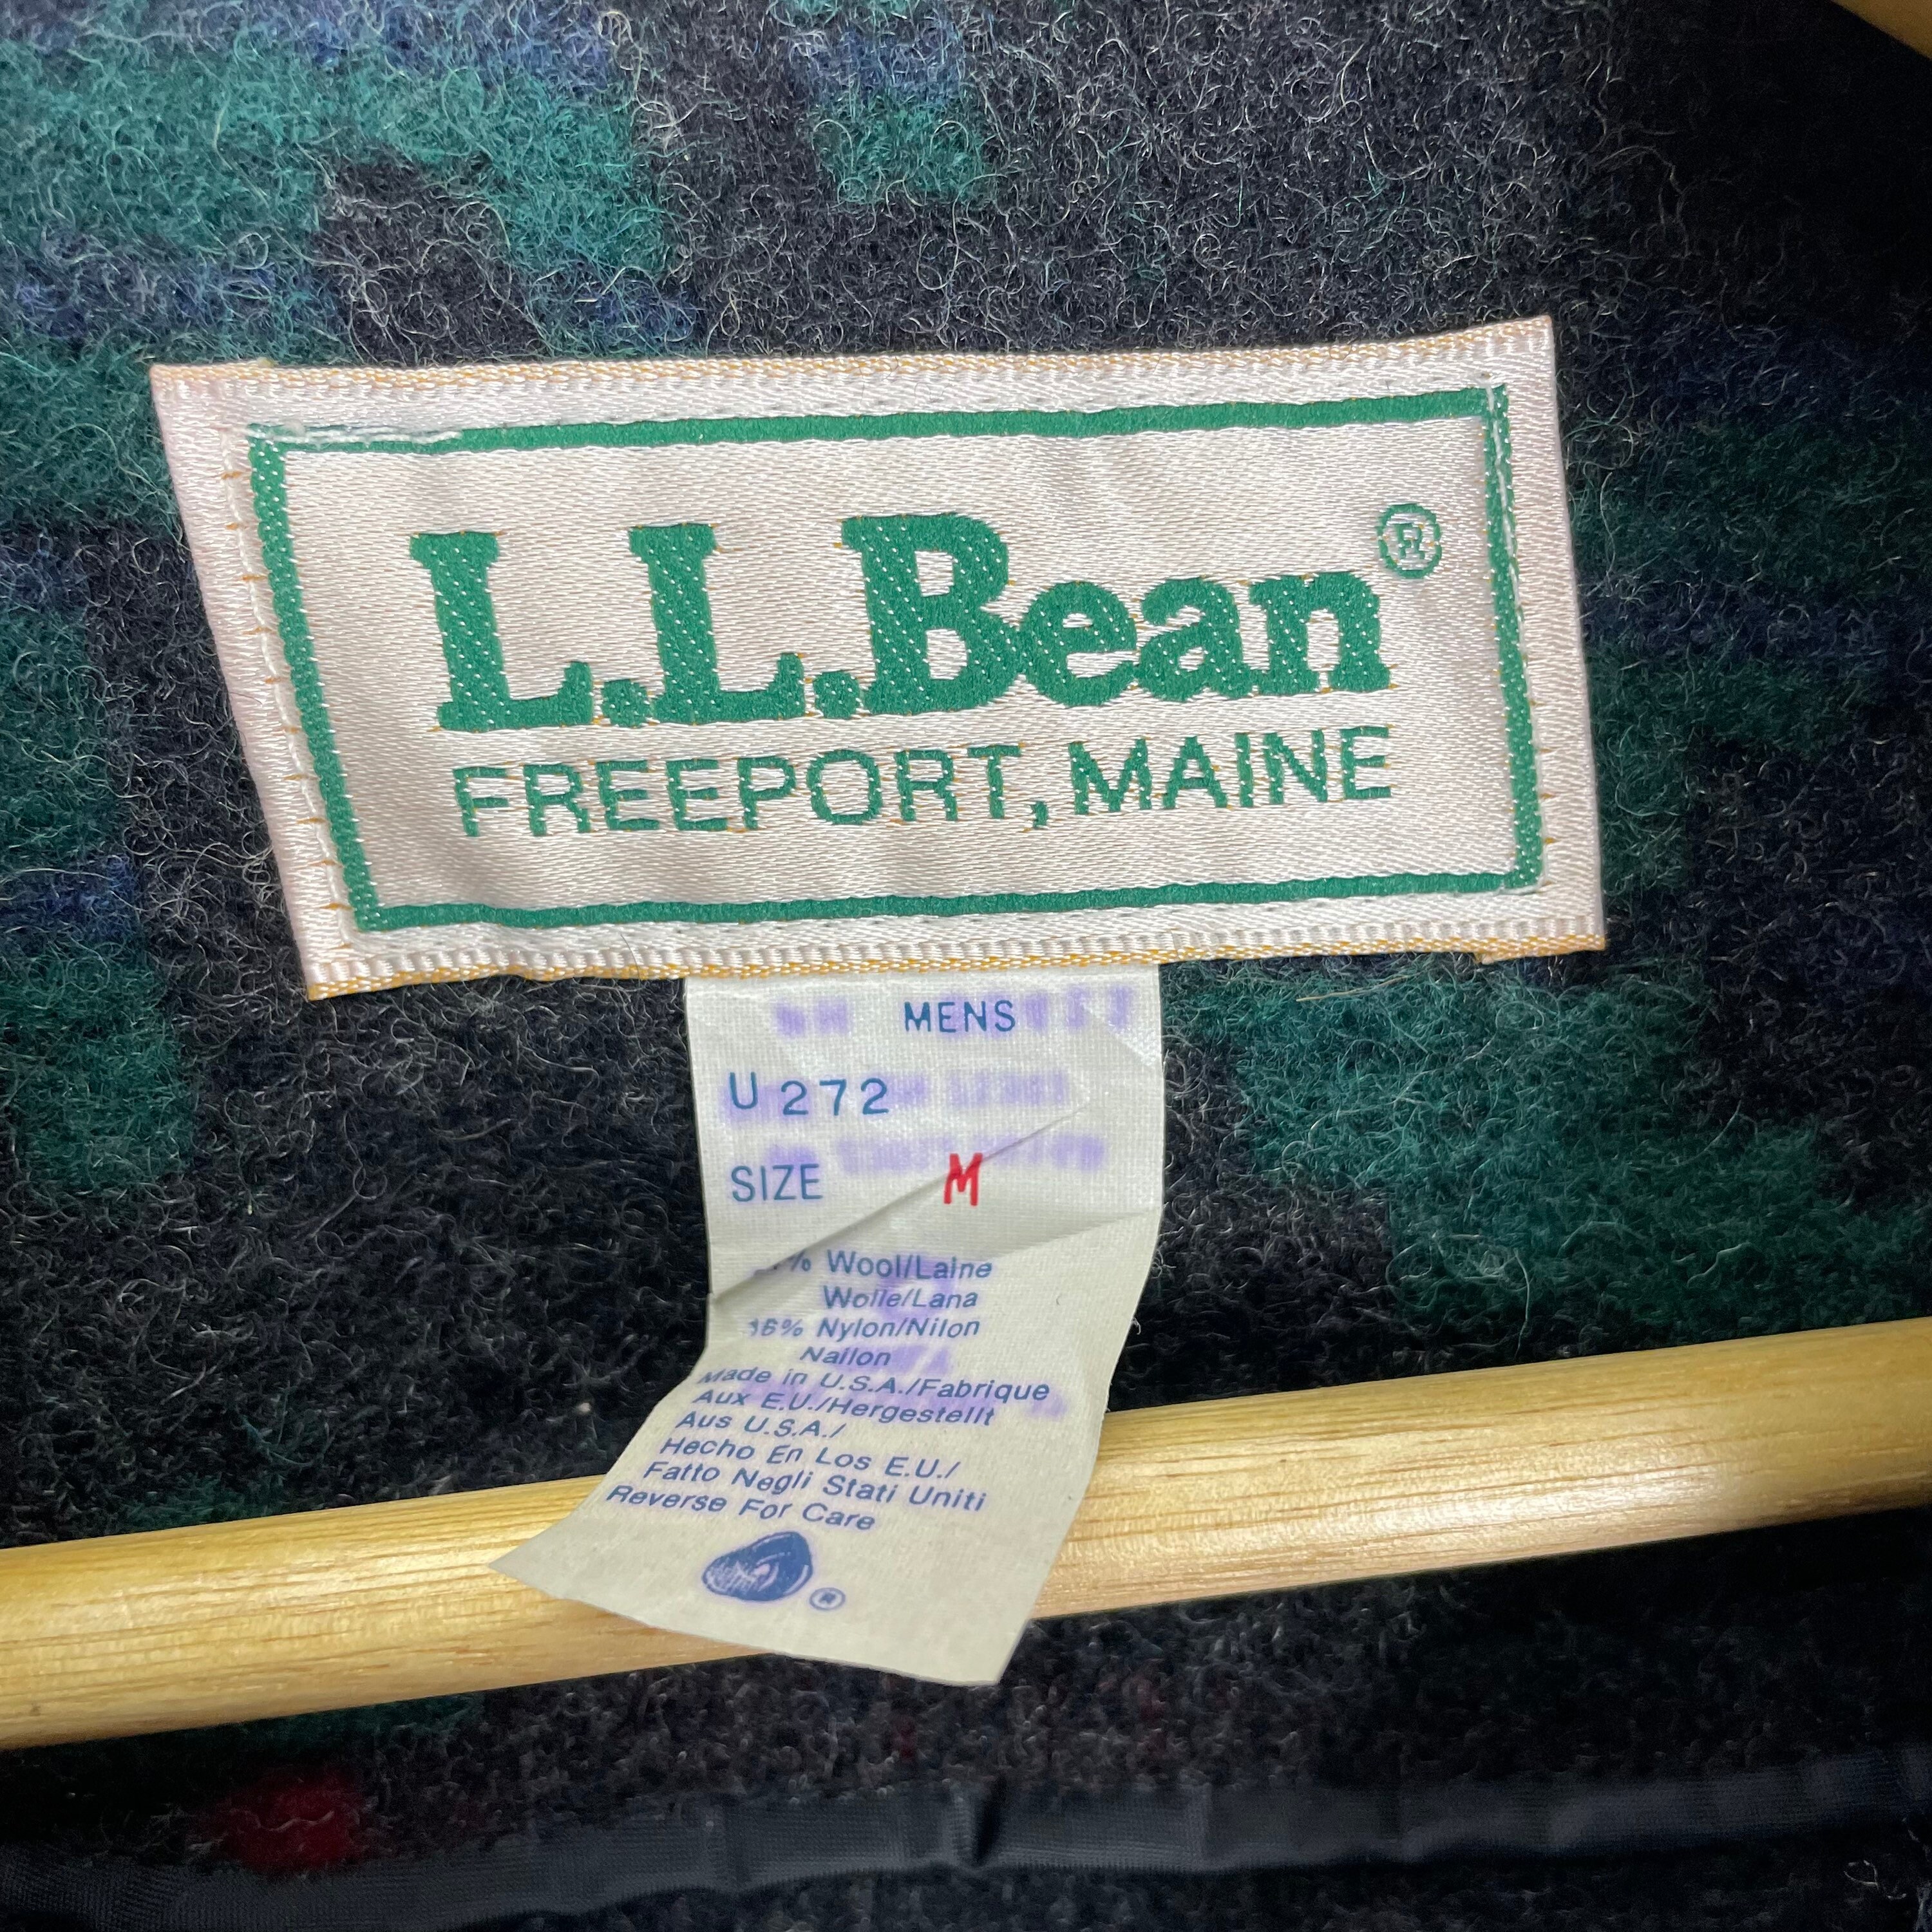 L.L.Bean®
FREEPORT, MAINE
MENS
U 272
SIZE M
% Wool/Laine
Wolle/Lana
16% Nylon/Nilon
Nailon
Made in U.S.A./Fabrique
Aux E.U./Hergestellt
Aus U.S.A./
Hecho En Los E.U./
Fatto Negli Stati Uniti
Reverse For Care
®